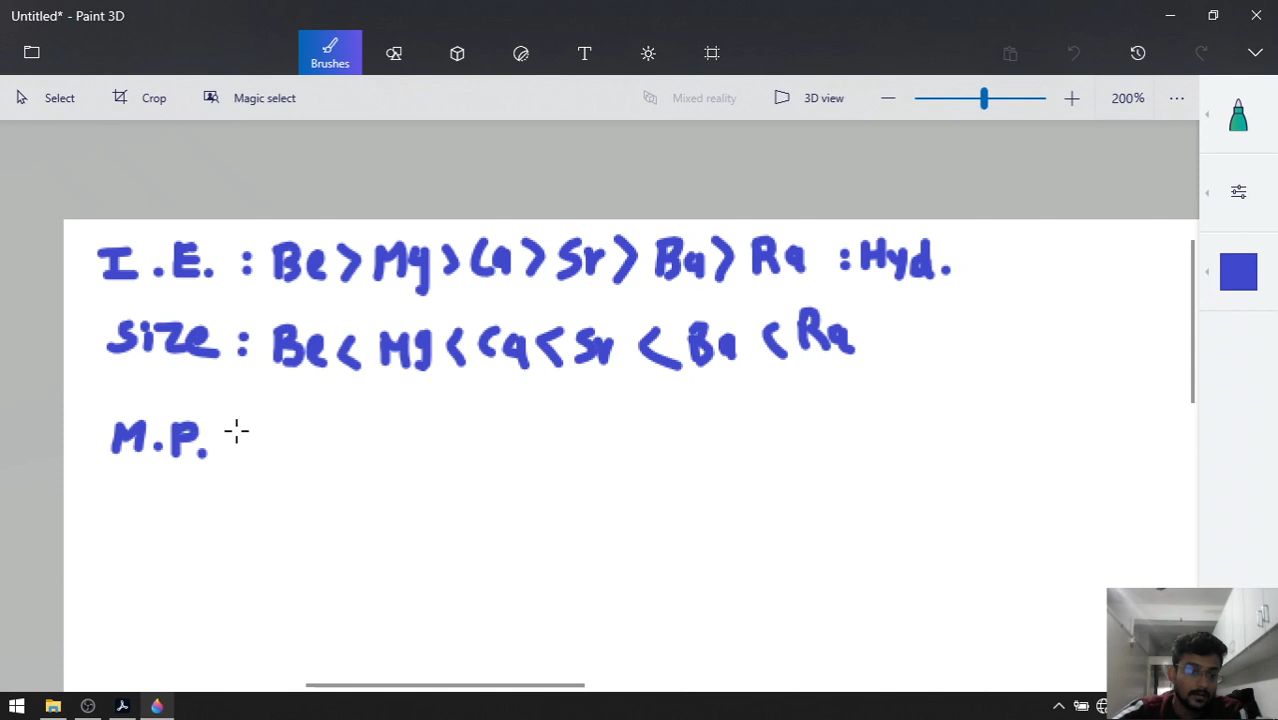 Untitled* - Paint 3D
Brushes
Select Crop Magic select Mixed reality 3D view 200%
I.E. : Be > Mg > Ca > Sr > Ba > Ra : Hyd.
Size : Be < Mg < Ca < Sr < Ba < Ra
M.P.